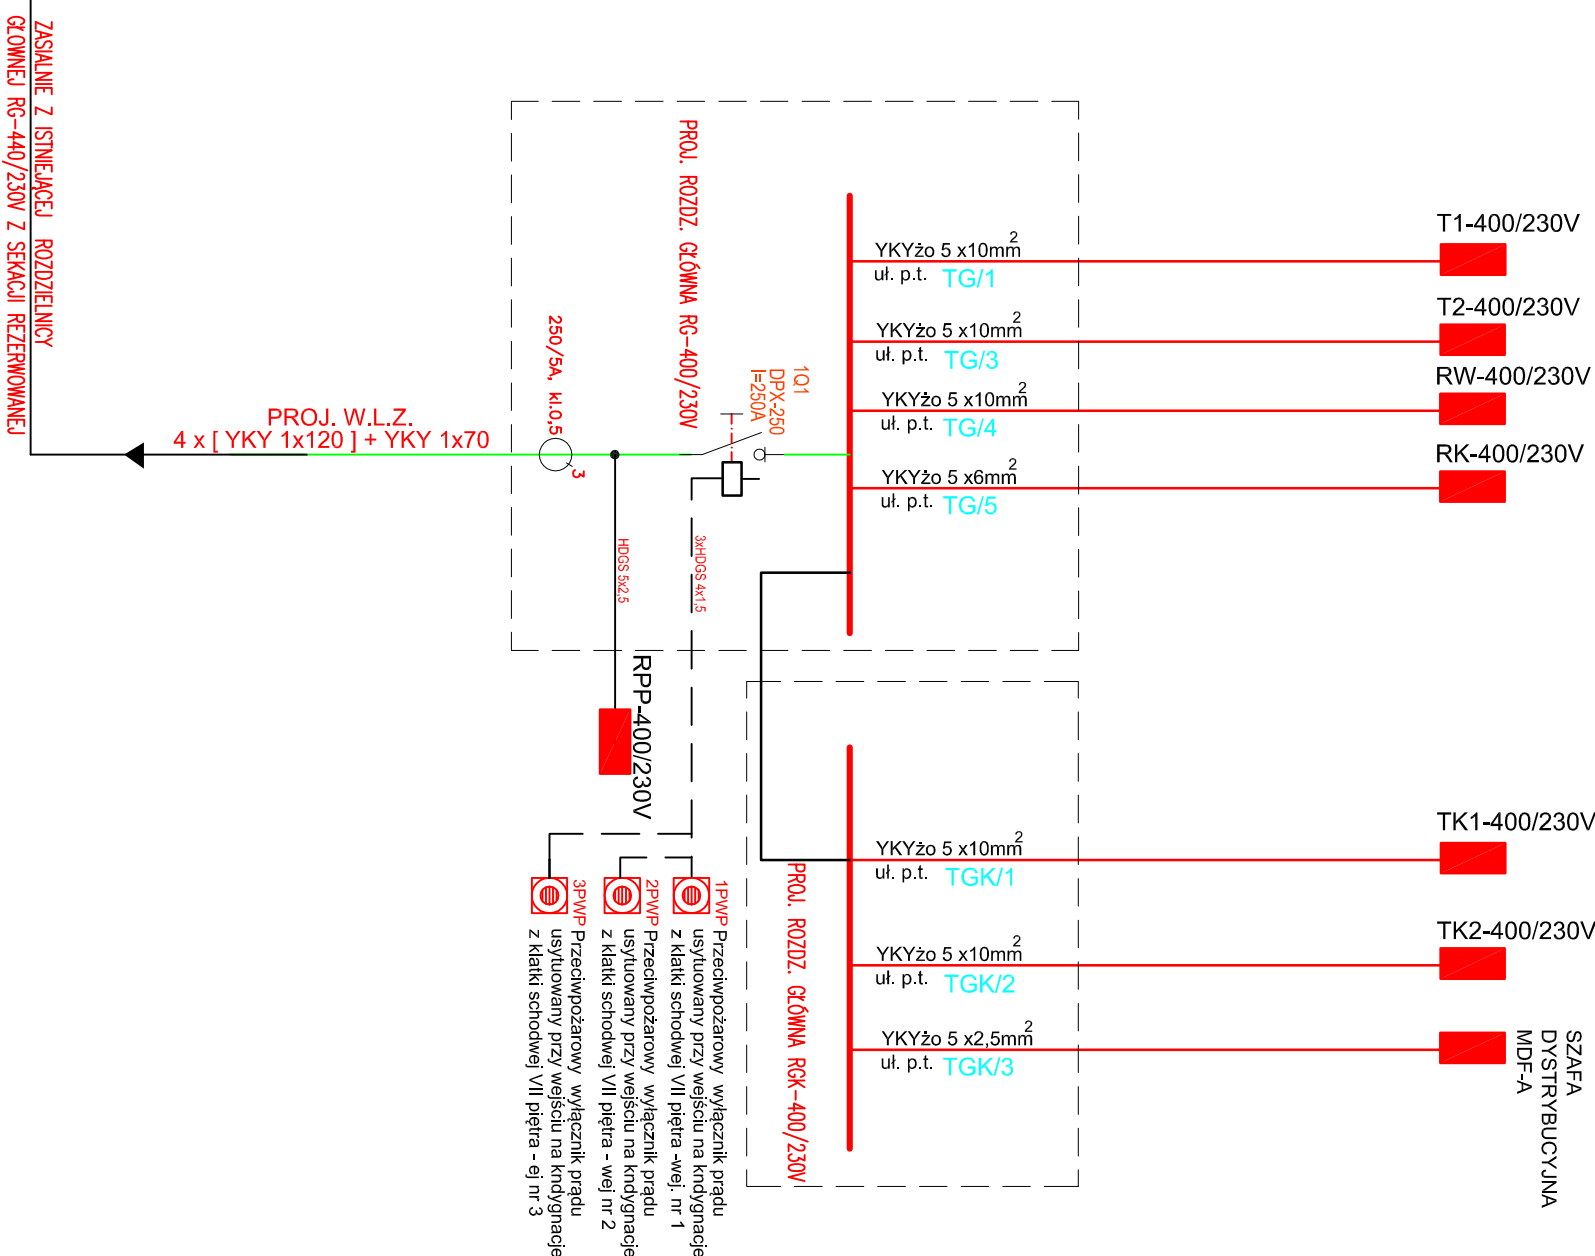 ZASIALNIE Z ISTNIEJĄCEJ ROZDZIELNICY
GŁOWNEJ RG-440/230V Z SEKACJI REZERWOWANEJ
PROJ. W.L.Z.
4 x [ YKY 1x120 ] + YKY 1x70
250/5A, kl.0,5
3
PROJ. ROZDZ. GŁÓWNA RG-400/230V
1Q1
DPX-250
I=250A
HDGS 5x2,5
3xHDGS 4x1,5
RPP-400/230V
YKYżo 5 x10mm2
uł. p.t. TG/1
T1-400/230V
YKYżo 5 x10mm2
uł. p.t. TG/3
T2-400/230V
YKYżo 5 x10mm2
uł. p.t. TG/4
RW-400/230V
YKYżo 5 x6mm2
uł. p.t. TG/5
RK-400/230V
PROJ. ROZDZ. GŁÓWNA RGK-400/230V
YKYżo 5 x10mm2
uł. p.t. TGK/1
TK1-400/230V
YKYżo 5 x10mm2
uł. p.t. TGK/2
TK2-400/230V
YKYżo 5 x2,5mm2
uł. p.t. TGK/3
SZAFA
DYSTRYBUCYJNA
MDF-A
1PWP Przeciwpożarowy wyłącznik prądu
usytuowany przy wejściu na kndygnacje
z klatki schodwej VII piętra -wej. nr 1
2PWP Przeciwpożarowy wyłącznik prądu
usytuowany przy wejściu na kndygnacje
z klatki schodwej VII piętra - wej nr 2
3PWP Przeciwpożarowy wyłącznik prądu
usytuowany przy wejściu na kndygnacje
z klatki schodwej VII piętra - ej nr 3